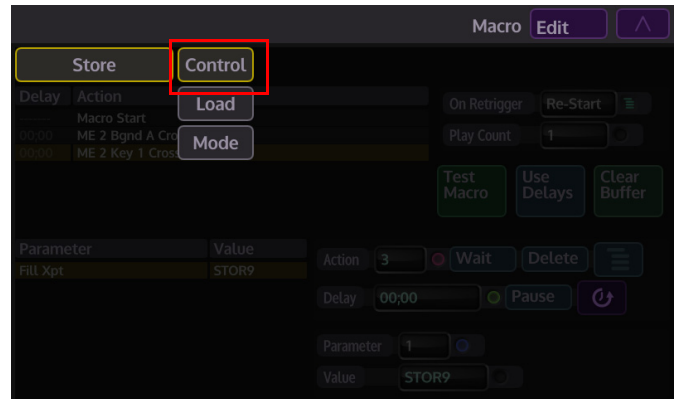 Macro Edit
Store Control
Delay Action
Load
Macro Start
00;00 ME 2 Bgnd A Cro
Mode
00;00 ME 2 Key 1 Cross
On Retrigger Re-Start
Play Count 1
Test Macro
Use Delays
Clear Buffer
Parameter Value
Fill Xpt STOR9
Action 3 Wait Delete
Delay 00;00 Pause
Parameter 1
Value STOR9